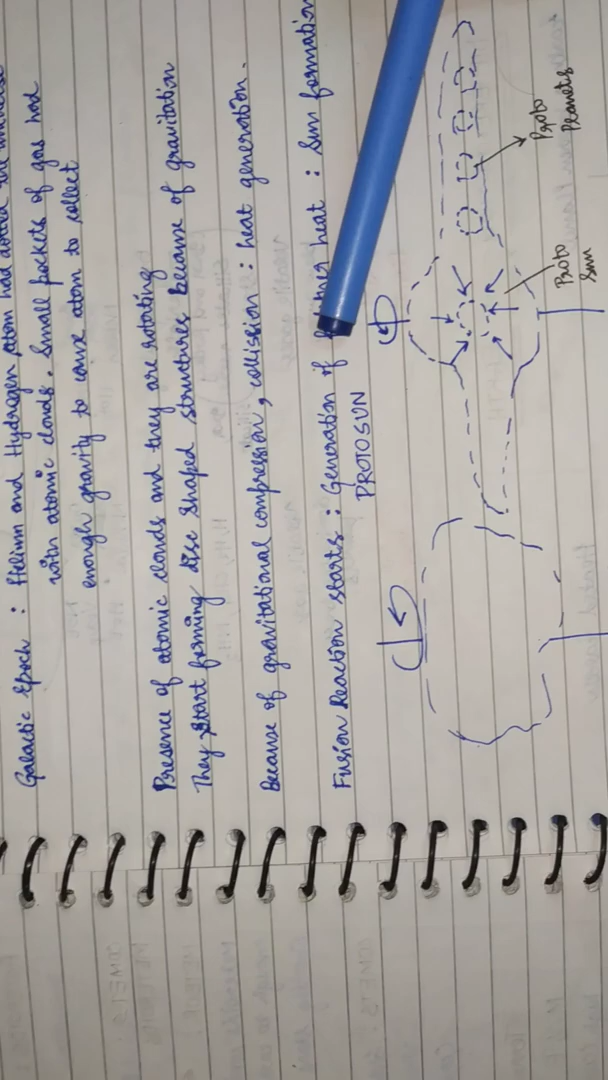 Galactic Epoch : Helium and Hydrogen atom had
with atomic clouds. Small pockets of gas had
enough gravity to cause atom to collect
Presence of atomic clouds and they are rotating
They start forming disc shaped structures because of gravitation
Because of gravitational compression, collision : heat generation.
Fusion Reaction starts : Generation of heat : Sun formation
PROTOSUN
Proto
Sun
Proto
Planets